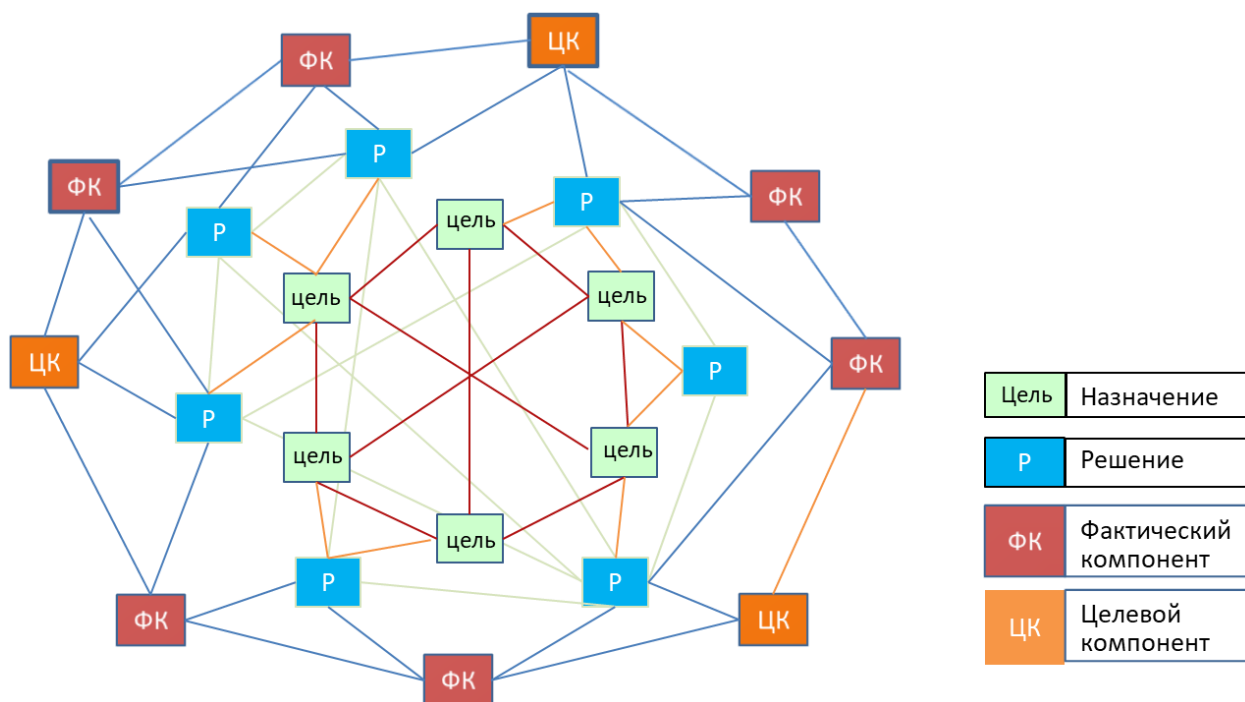 ЦК
ФК
Р
ФК
Р
ФК
цель
Р
цель
цель
ФК
ЦК
Р
Р
цель
цель
цель
Р
Р
ФК
ЦК
ФК
Цель Назначение
Р Решение
ФК Фактический
компонент
ЦК Целевой
компонент